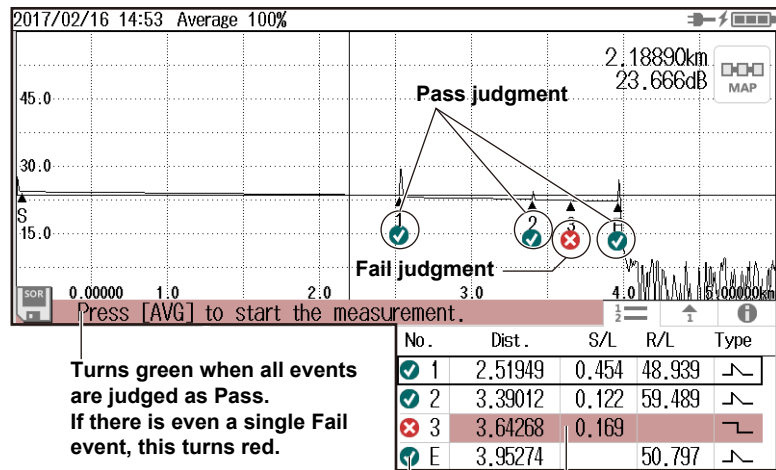 2017/02/16 14:53 Average 100%
2.18890km
23.666dB
MAP
45.0
Pass judgment
30.0
S
1
2
3
E
15.0
Fail judgment
SOR
0.00000 1.0 2.0 3.0 4.0 5.00000km
Press [AVG] to start the measurement.
1
2
1
Turns green when all events
are judged as Pass.
If there is even a single Fail
event, this turns red.
No. Dist. S/L R/L Type
1 2.51949 0.454 48.939
2 3.39012 0.122 59.489
3 3.64268 0.169
E 3.95274 50.797